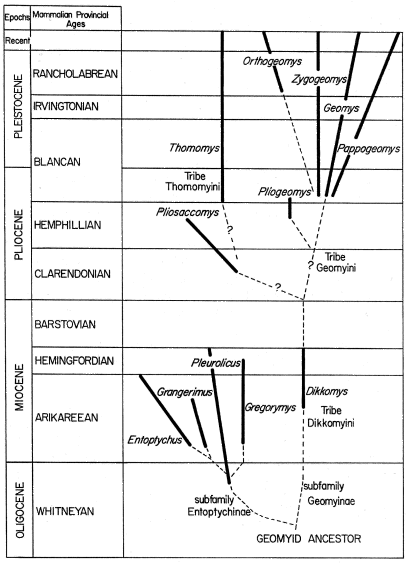 Epochs
Mammalian Provincial
Ages
Recent
PLEISTOCENE
RANCHOLABREAN
IRVINGTONIAN
BLANCAN
PLIOCENE
HEMPHILLIAN
CLARENDONIAN
MIOCENE
BARSTOVIAN
HEMINGFORDIAN
ARIKAREEAN
OLIGOCENE
WHITNEYAN
Orthogeomys
Zygogeomys
Geomys
Thomomys
Pappogeomys
Tribe
Thomomyini
Pliogeomys
Pliosaccomys
?
Tribe
Geomyini
?
?
Pleurolicus
Grangerimus
Dikkomys
Gregorymys
Tribe
Dikkomyini
Entoptychus
subfamily
Entoptychinae
subfamily
Geomyinae
GEOMYID ANCESTOR